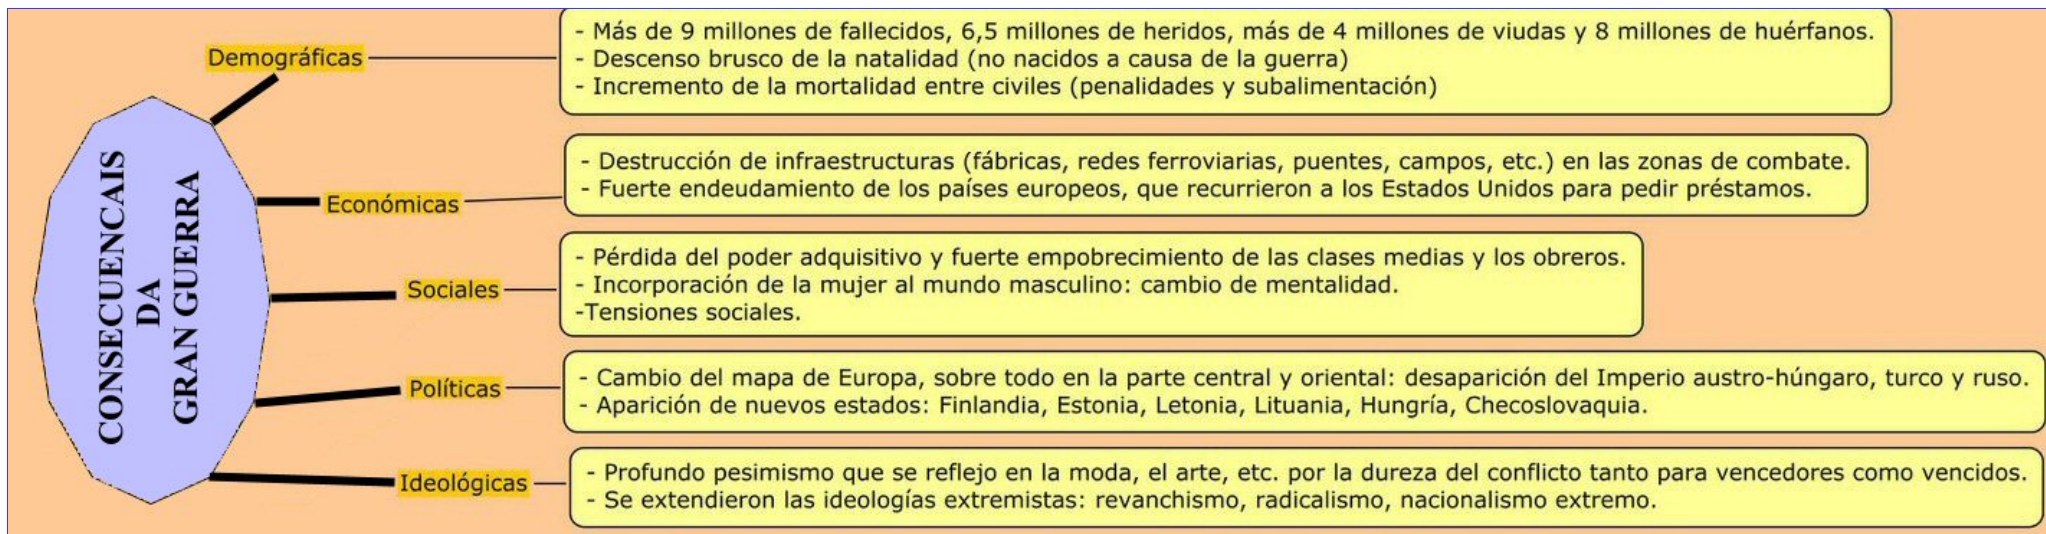 CONSECUENCAIS
DA
GRAN GUERRA
Demográficas
- Más de 9 millones de fallecidos, 6,5 millones de heridos, más de 4 millones de viudas y 8 millones de huérfanos.
- Descenso brusco de la natalidad (no nacidos a causa de la guerra)
- Incremento de la mortalidad entre civiles (penalidades y subalimentación)
Económicas
- Destrucción de infraestructuras (fábricas, redes ferroviarias, puentes, campos, etc.) en las zonas de combate.
- Fuerte endeudamiento de los países europeos, que recurrieron a los Estados Unidos para pedir préstamos.
Sociales
- Pérdida del poder adquisitivo y fuerte empobrecimiento de las clases medias y los obreros.
- Incorporación de la mujer al mundo masculino: cambio de mentalidad.
-Tensiones sociales.
Políticas
- Cambio del mapa de Europa, sobre todo en la parte central y oriental: desaparición del Imperio austro-húngaro, turco y ruso.
- Aparición de nuevos estados: Finlandia, Estonia, Letonia, Lituania, Hungría, Checoslovaquia.
Ideológicas
- Profundo pesimismo que se reflejo en la moda, el arte, etc. por la dureza del conflicto tanto para vencedores como vencidos.
- Se extendieron las ideologías extremistas: revanchismo, radicalismo, nacionalismo extremo.